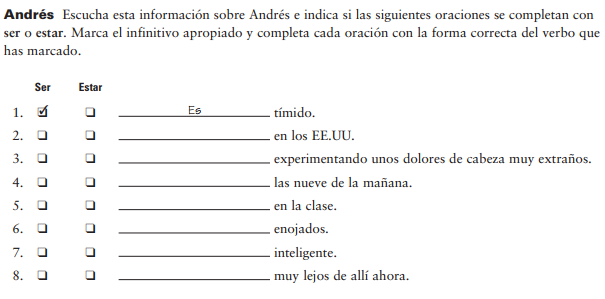 Andrés Escucha esta información sobre Andrés e indica si las siguientes oraciones se completan con
ser o estar. Marca el infinitivo apropiado y completa cada oración con la forma correcta del verbo que
has marcado.
Ser Estar
1. Es tímido.
2. en los EE.UU.
3. experimentando unos dolores de cabeza muy extraños.
4. las nueve de la mañana.
5. en la clase.
6. enojados.
7. inteligente.
8. muy lejos de allí ahora.